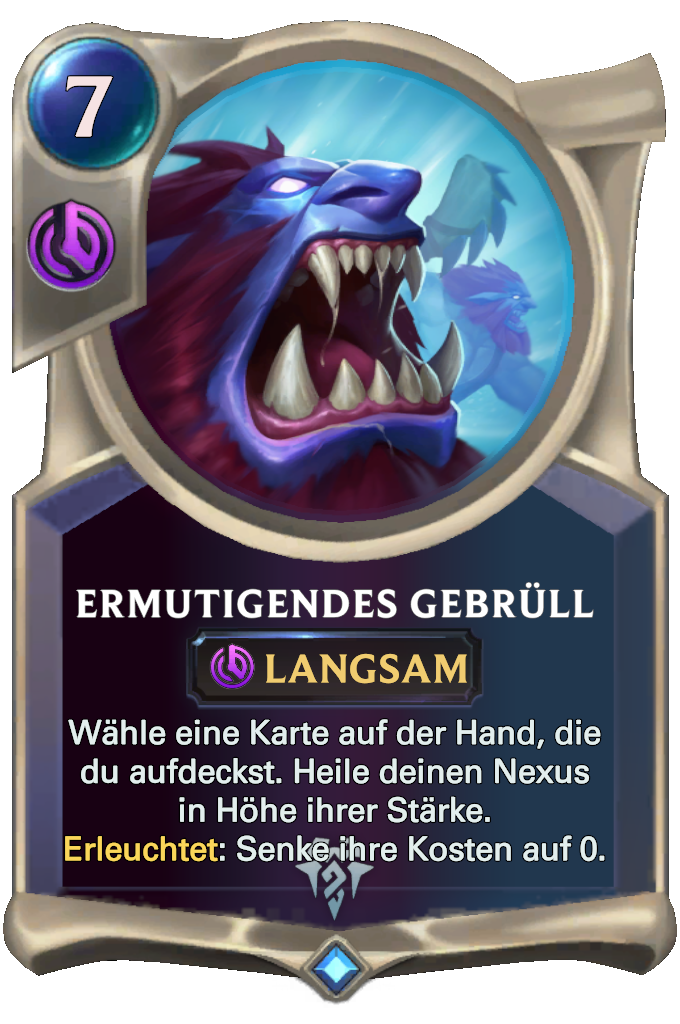 7
ERMUTIGENDES GEBRÜLL
LANGSAM
Wähle eine Karte auf der Hand, die
du aufdeckst. Heile deinen Nexus
in Höhe ihrer Stärke.
Erleuchtet: Senke ihre Kosten auf 0.